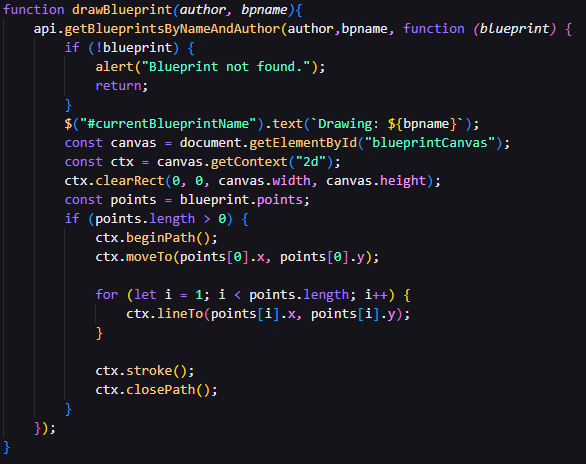 function drawBlueprint(author, bpname){
    api.getBlueprintsByNameAndAuthor(author,bpname, function (blueprint) {
        if (!blueprint) {
            alert("Blueprint not found.");
            return;
        }
        $("#currentBlueprintName").text(`Drawing: ${bpname}`);
        const canvas = document.getElementById("blueprintCanvas");
        const ctx = canvas.getContext("2d");
        ctx.clearRect(0, 0, canvas.width, canvas.height);
        const points = blueprint.points;
        if (points.length > 0) {
            ctx.beginPath();
            ctx.moveTo(points[0].x, points[0].y);

            for (let i = 1; i < points.length; i++) {
                ctx.lineTo(points[i].x, points[i].y);
            }

            ctx.stroke();
            ctx.closePath();
        }
    });
}